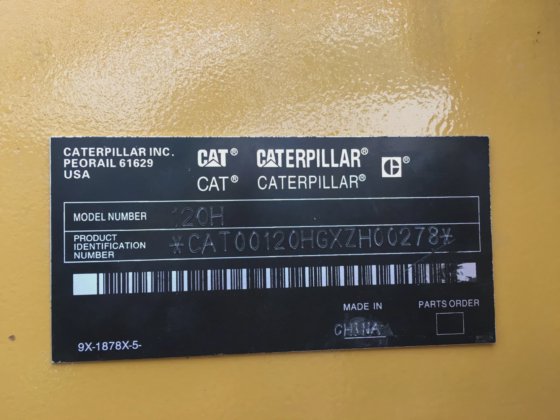 CATERPILLAR INC.
PEORAIL 61629
USA
CAT® CATERPILLAR® C®
CAT® CATERPILLAR®
MODEL NUMBER 120H
PRODUCT
IDENTIFICATION
NUMBER
*CAT00120HGXZH00278*
MADE IN
CHINA
PARTS ORDER
9X-1878X-5-